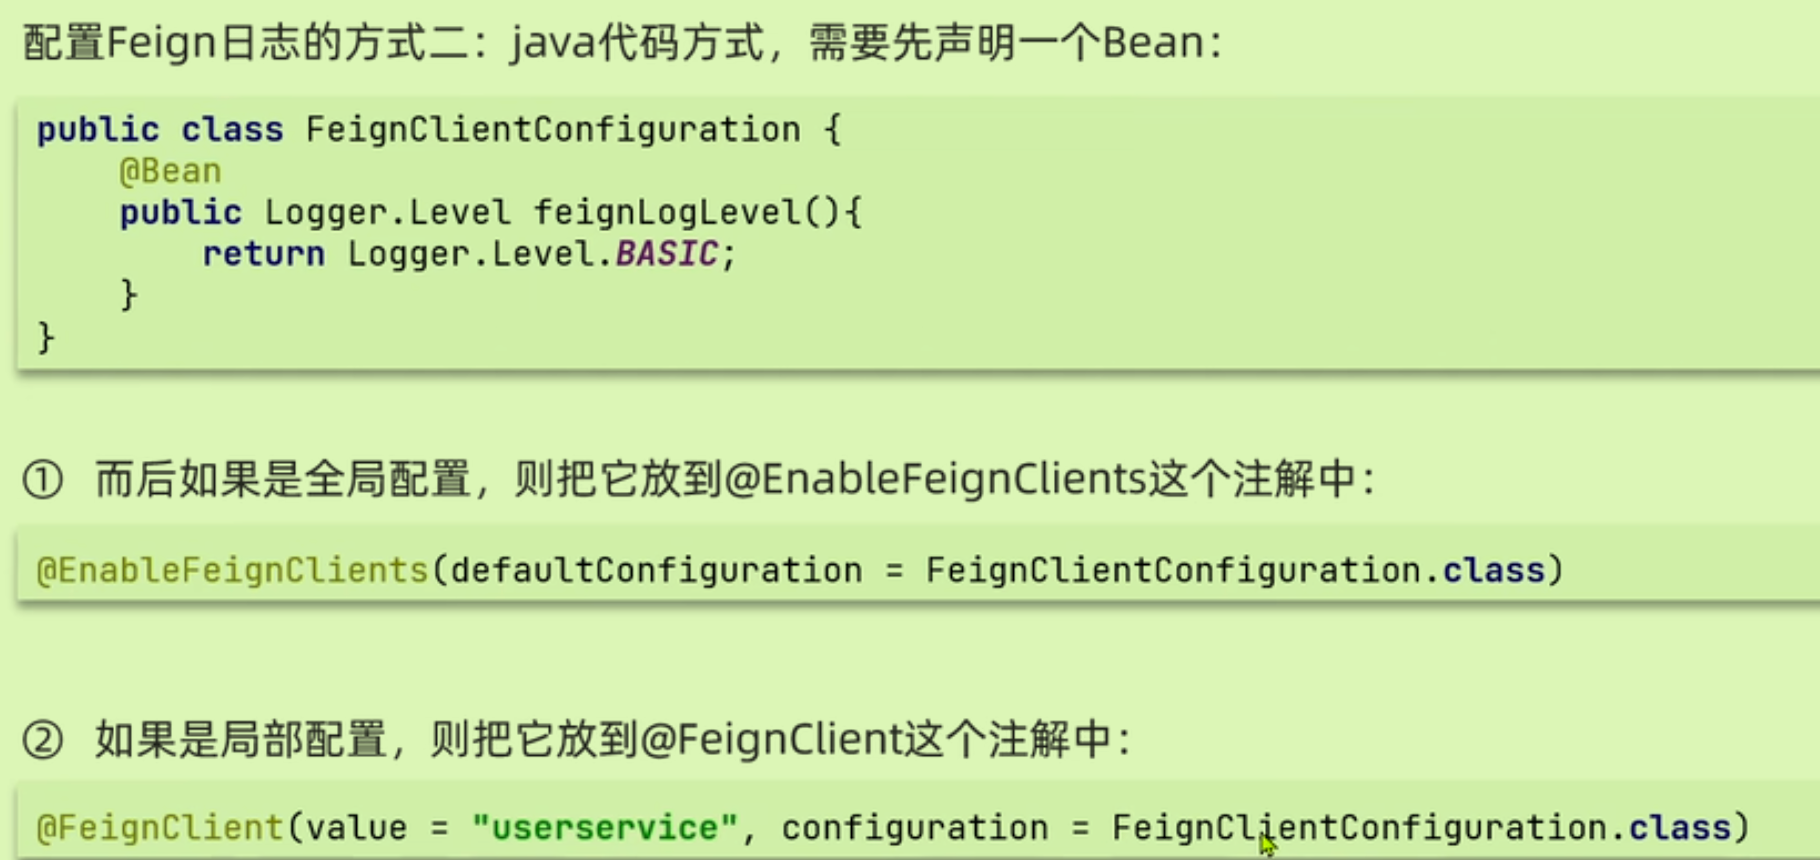 配置Feign日志的方式二：java代码方式，需要先声明一个Bean：
public class FeignClientConfiguration {
    @Bean
    public Logger.Level feignLogLevel(){
        return Logger.Level.BASIC;
    }
}
① 而后如果是全局配置，则把它放到@EnableFeignClients这个注解中：
@EnableFeignClients(defaultConfiguration = FeignClientConfiguration.class)
② 如果是局部配置，则把它放到@FeignClient这个注解中：
@FeignClient(value = "userservice", configuration = FeignClientConfiguration.class)